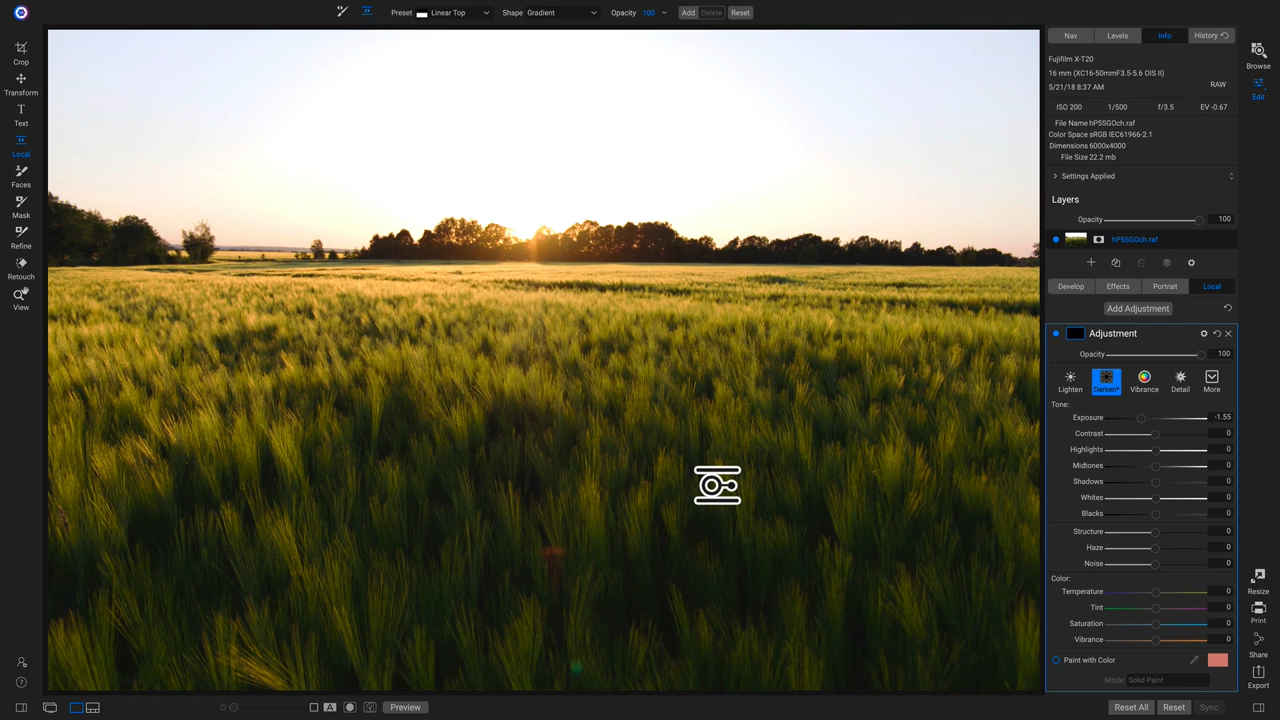 Preset Linear Top Shape Gradient Opacity 100 Add Delete Reset
Crop
Transform
Text
Local
Faces
Mask
Refine
Retouch
View
Nav Levels Info History
Fujifilm X-T20
16 mm (XC16-50mmF3.5-5.6 OIS II)
5/21/18 8:37 AM
RAW
ISO 200 1/500 f/3.5 EV -0.67
File Name hP5SGOch.raf
Color Space sRGB IEC61966-2.1
Dimensions 6000x4000
File Size 22.2 mb
Settings Applied
Layers
Opacity 100
hP5SGOch.raf
Develop Effects Portrait Local
Add Adjustment
Adjustment
Opacity 100
Lighten Darken* Vibrance Detail More
Tone:
Exposure -1.55
Contrast 0
Highlights 0
Midtones 0
Shadows 0
Whites 0
Blacks 0
Structure 0
Haze 0
Noise 0
Color:
Temperature 0
Tint 0
Saturation 0
Vibrance 0
Paint with Color
Mode: Solid Paint
Browse
Edit
Resize
Print
Share
Export
A Preview
Reset All Reset Sync